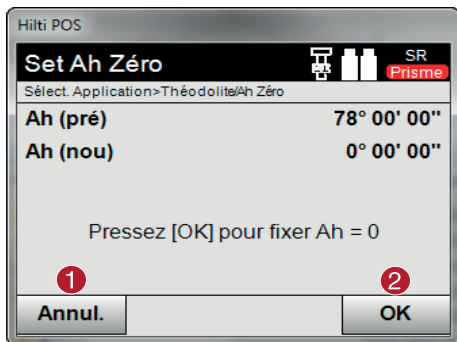 Hilti POS
Set Ah Zéro
SR
Prisme
Sélect. Application>Théodolite/Ah Zéro
Ah (pré) 78° 00' 00"
Ah (nou) 0° 00' 00"
Pressez [OK] pour fixer Ah = 0
1 2
Annul. OK